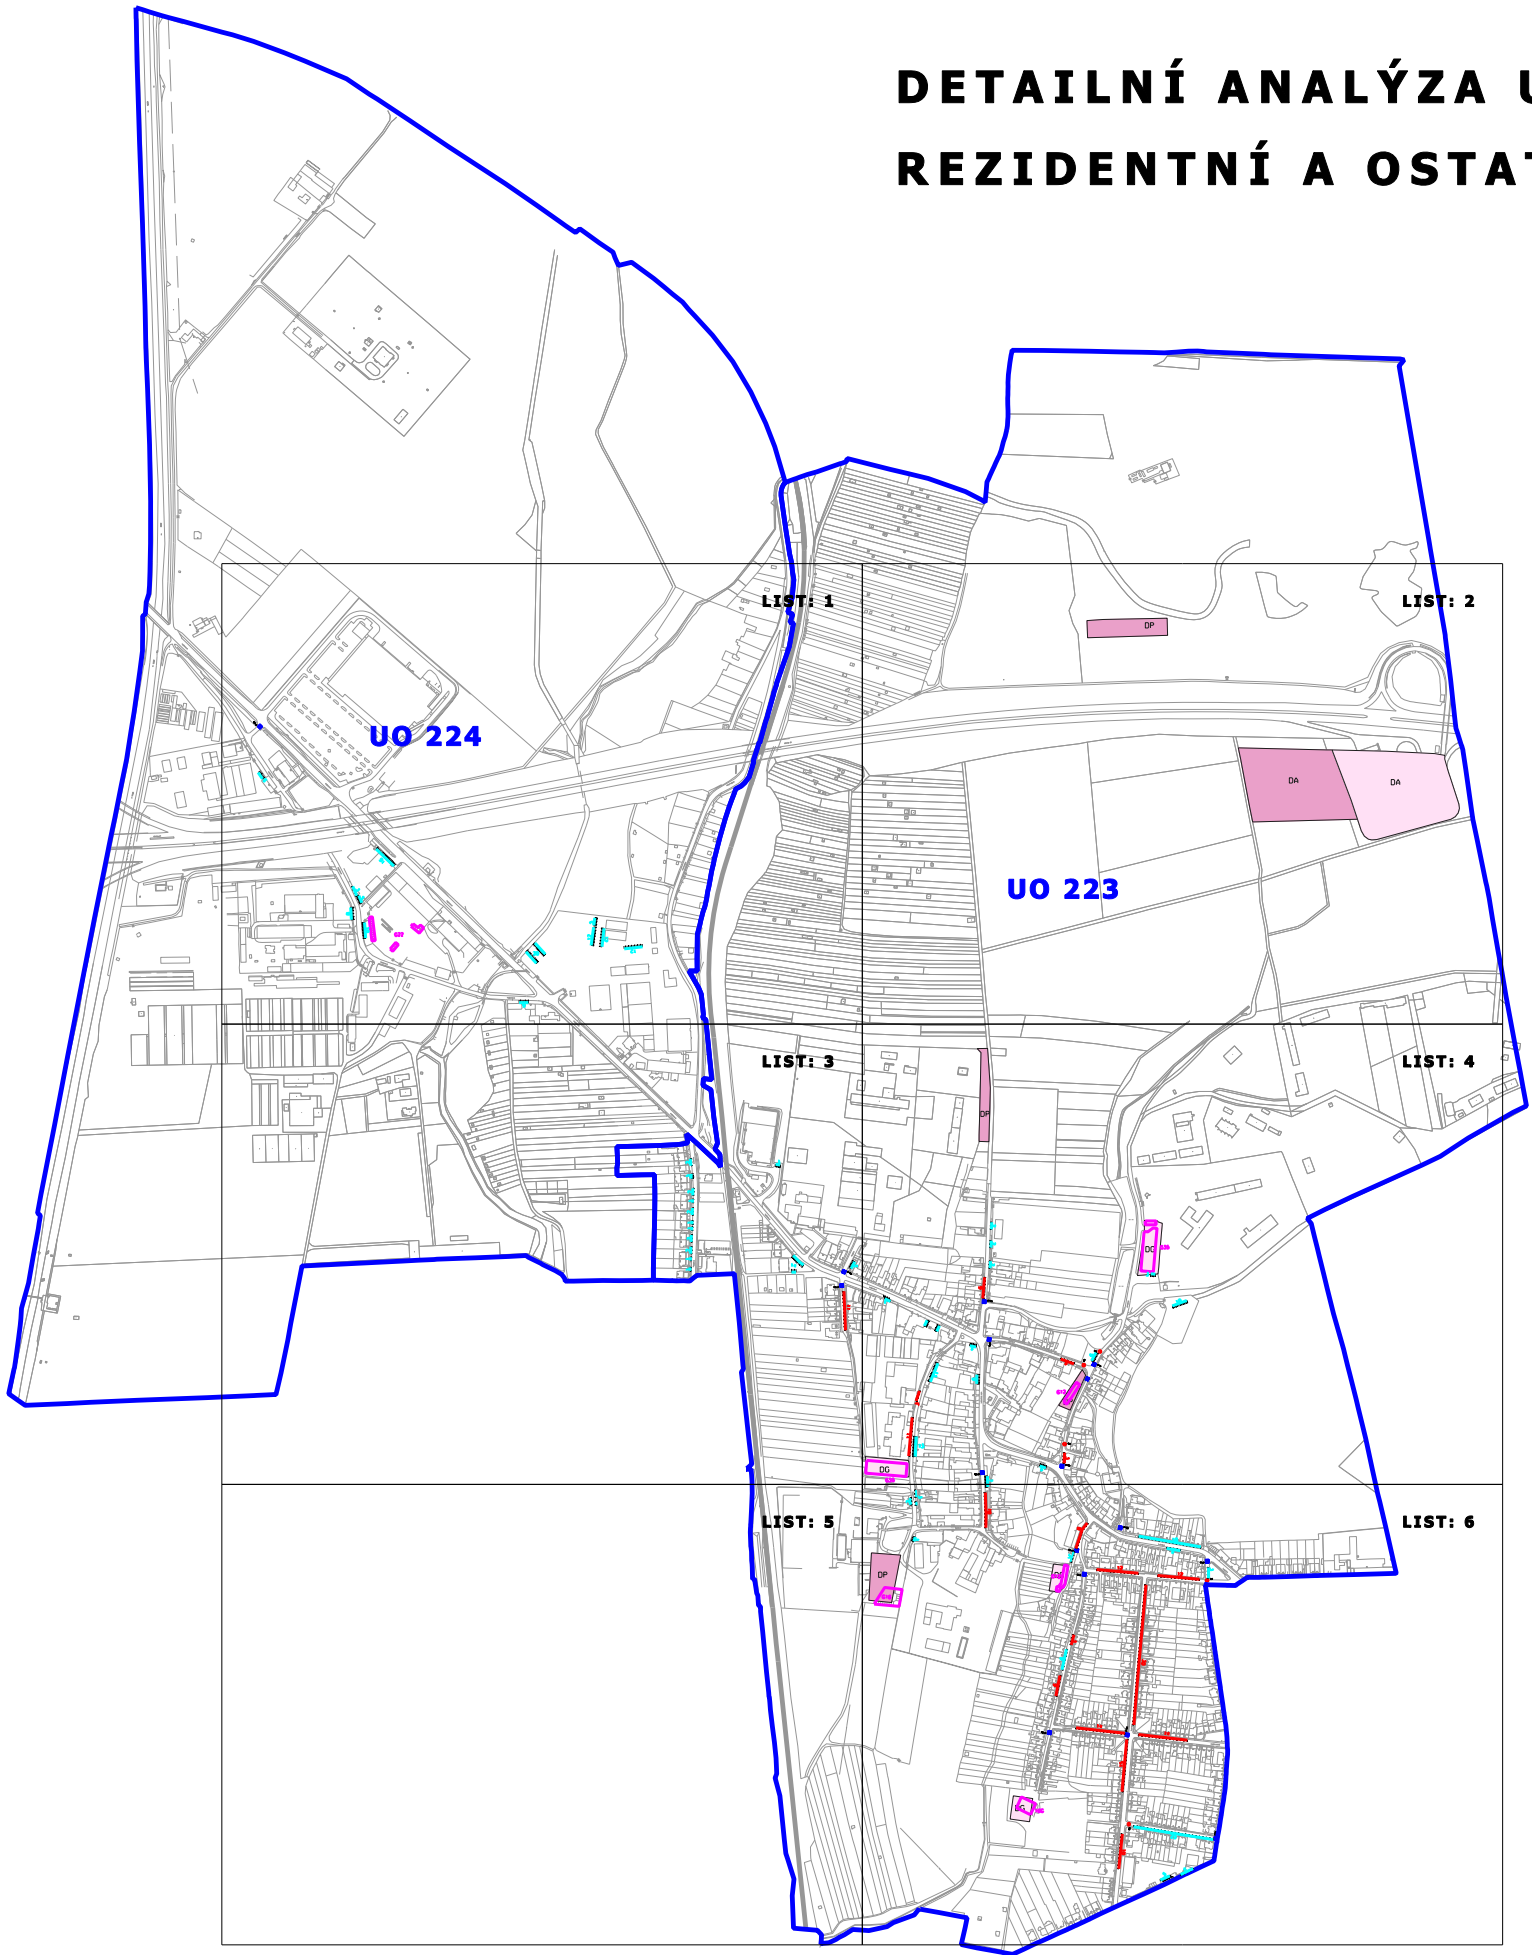 DETAILNÍ ANALÝZA U
REZIDENTNÍ A OSTAT
LIST: 1
LIST: 2
DP
UO 224
DA
DA
UO 223
LIST: 3
LIST: 4
DP
DG
DG
LIST: 5
LIST: 6
DP